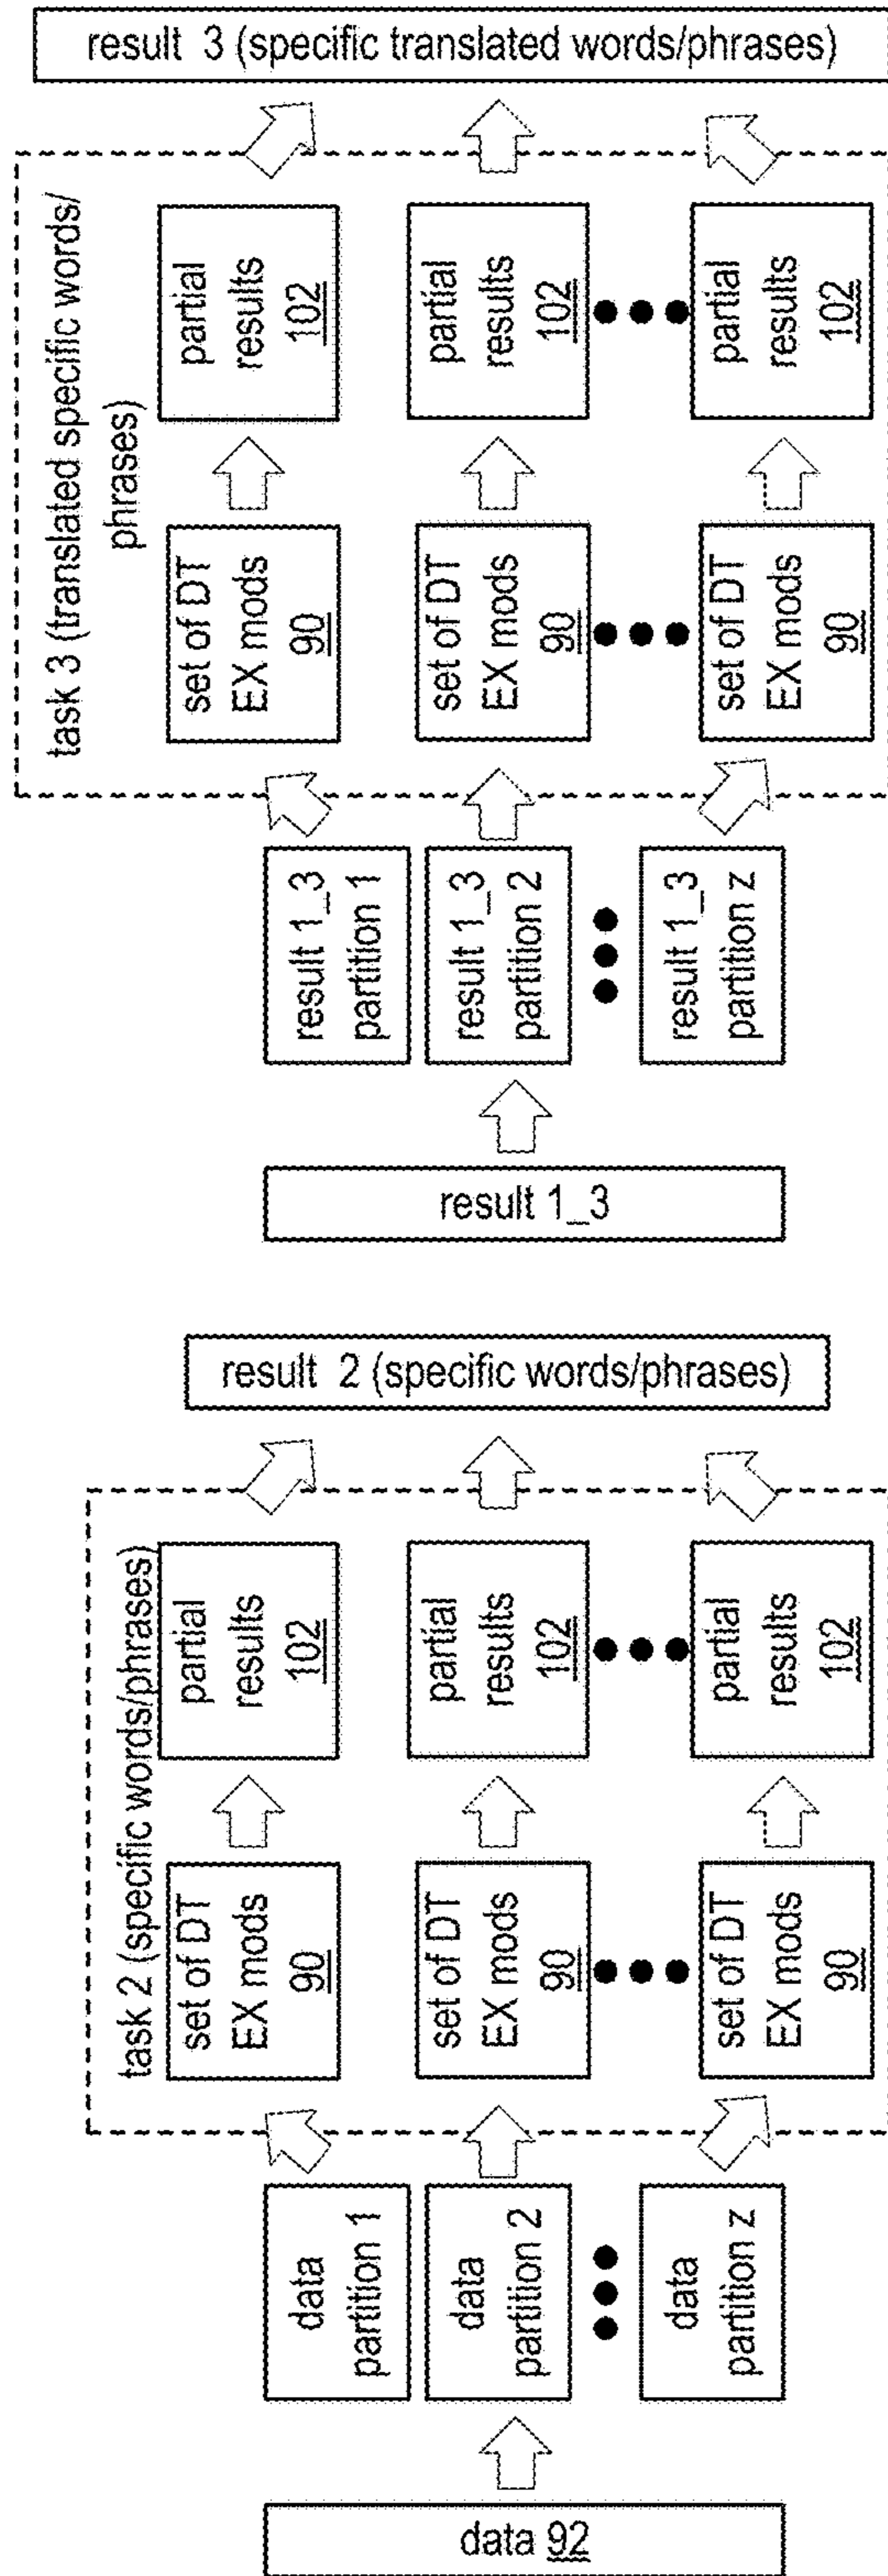 data 92
data
partition 1
data
partition 2
data
partition z
task 2 (specific words/phrases)
set of DT
EX mods
90
partial
results
102
set of DT
EX mods
90
partial
results
102
set of DT
EX mods
90
partial
results
102
result 2 (specific words/phrases)
result 1_3
result 1_3
partition 1
result 1_3
partition 2
result 1_3
partition z
task 3 (translated specific words/
phrases)
set of DT
EX mods
90
partial
results
102
set of DT
EX mods
90
partial
results
102
set of DT
EX mods
90
partial
results
102
result 3 (specific translated words/phrases)